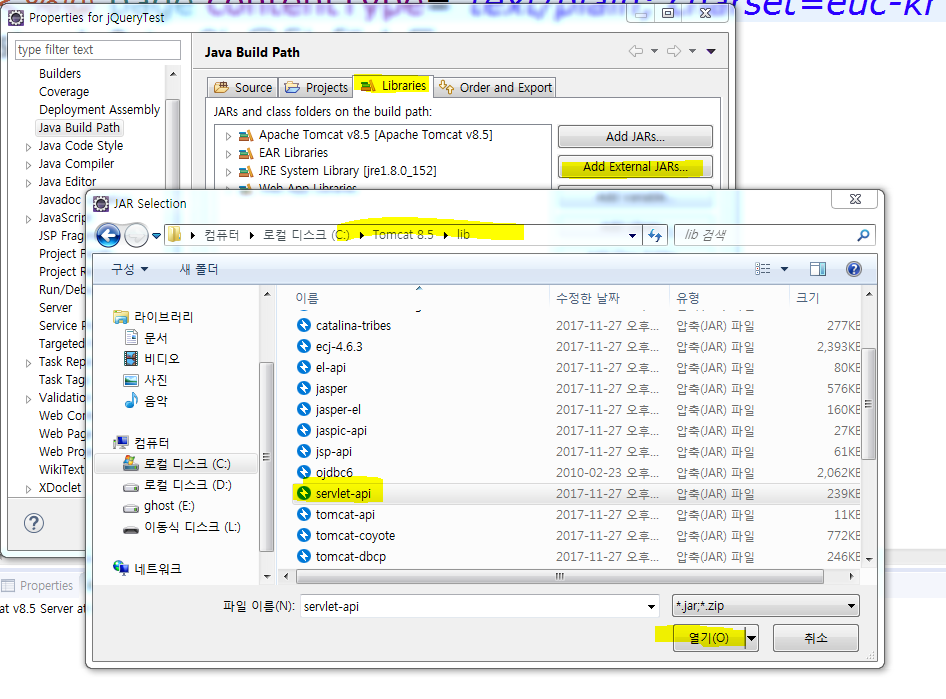 page contentType= text/plain; charset=euc-kr
Properties for jQueryTest
type filter text
Java Build Path
Builders
Coverage
Deployment Assembly
Java Build Path
Java Code Style
Java Compiler
Java Editor
Javadoc
JavaScrip
JSP Frag
Project F
Project R
Run/Deb
Server
Service P
Targeted
Task Rep
Task Tag
Validatio
Web Con
Web Pag
Web Pro
WikiText
XDoclet
Source
Projects
Libraries
Order and Export
JARs and class folders on the build path:
Apache Tomcat v8.5 [Apache Tomcat v8.5]
EAR Libraries
JRE System Library [jre1.8.0_152]
Web App Libraries
Add JARs...
Add External JARs...
JAR Selection
컴퓨터 로컬 디스크 (C:) Tomcat 8.5 lib
lib 검색
구성 새 폴더
라이브러리
문서
비디오
사진
음악
컴퓨터
로컬 디스크 (C:)
로컬 디스크 (D:)
ghost (E:)
이동식 디스크 (L:)
네트워크
이름 수정한 날짜 유형 크기
catalina-tribes 2017-11-27 오후... 압축(JAR) 파일 277KB
ecj-4.6.3 2017-11-27 오후... 압축(JAR) 파일 2,393KB
el-api 2017-11-27 오후... 압축(JAR) 파일 80KB
jasper 2017-11-27 오후... 압축(JAR) 파일 576KB
jasper-el 2017-11-27 오후... 압축(JAR) 파일 160KB
jaspic-api 2017-11-27 오후... 압축(JAR) 파일 27KB
jsp-api 2017-11-27 오후... 압축(JAR) 파일 61KB
ojdbc6 2010-02-23 오후... 압축(JAR) 파일 2,062KB
servlet-api 2017-11-27 오후... 압축(JAR) 파일 239KB
tomcat-api 2017-11-27 오후... 압축(JAR) 파일 11KB
tomcat-coyote 2017-11-27 오후... 압축(JAR) 파일 772KB
tomcat-dbcp 2017-11-27 오후... 압축(JAR) 파일 246KB
파일 이름(N): servlet-api *.jar;*.zip
열기(O) 취소
Properties
at v8.5 Server at